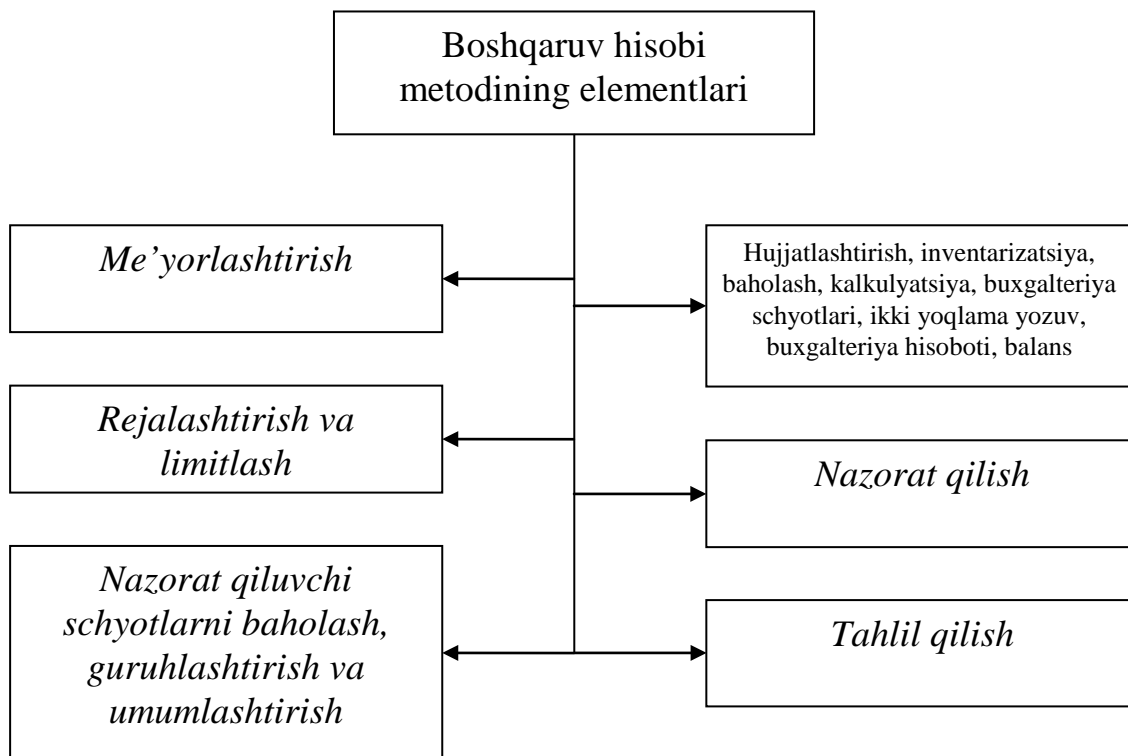 Boshqaruv hisobi
metodining elementlari
Me’yorlashtirish
Hujjatlashtirish, inventarizatsiya,
baholash, kalkulyatsiya, buxgalteriya
schyotlari, ikki yoqlama yozuv,
buxgalteriya hisoboti, balans
Rejalashtirish va
limitlash
Nazorat qilish
Nazorat qiluvchi
schyotlarni baholash,
guruhlashtirish va
umumlashtirish
Tahlil qilish